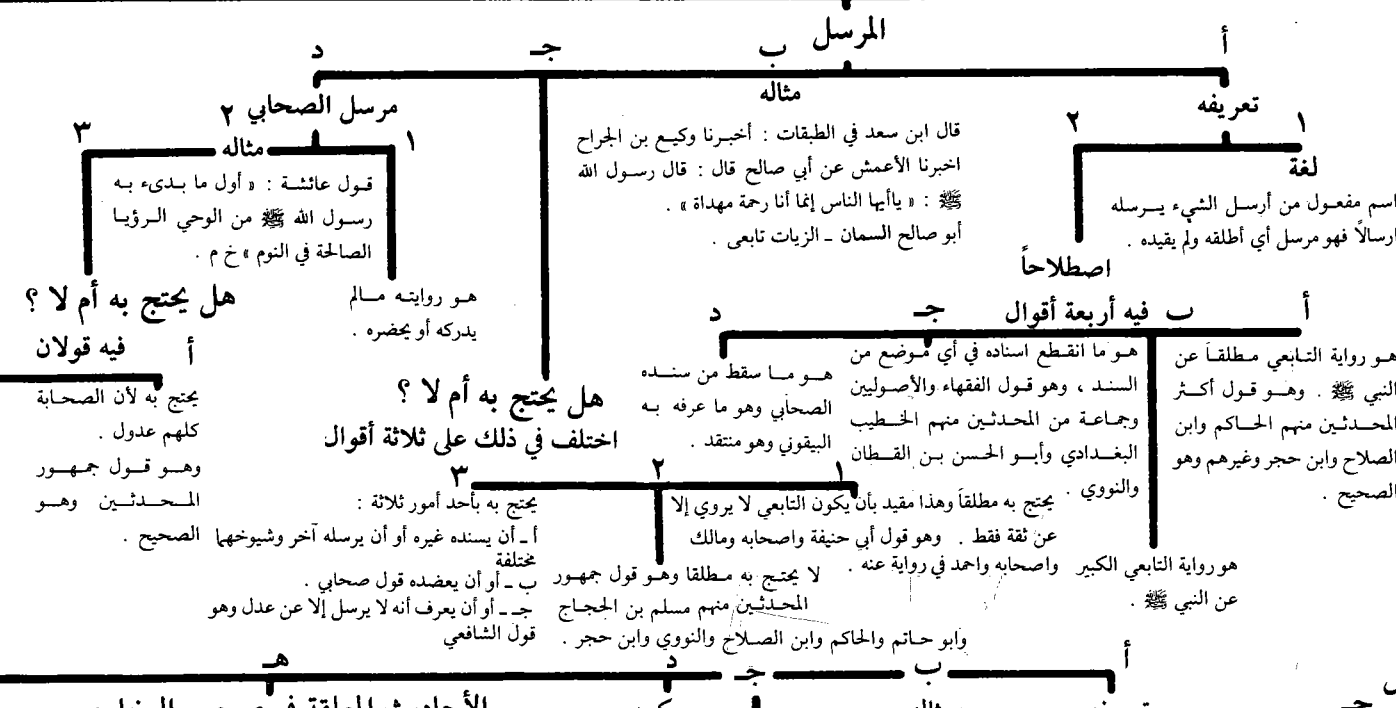 المرسل
أ
ب
جـ
د
تعريفه
١
٢
لغة
اسم مفعول من أرسل الشيء يرسله
ارسالاً فهو مرسل أي أطلقه ولم يقيده .
اصطلاحاً
فيه أربعة أقوال
أ
ب
جـ
د
هو رواية التابعي مطلقاً عن
النبي ﷺ . وهو قول أكثر
المحدثين منهم الحاكم وابن
الصلاح وابن حجر وغيرهم وهو
الصحيح .
هو رواية التابعي الكبير
عن النبي ﷺ .
هو ما انقطع اسناده في أي موضع من
السند ، وهو قول الفقهاء والأصوليين
وجماعة من المحدثين منهم الخطيب
البغدادي وأبو الحسن بن القطان
والنووي .
هو ما سقط من سنده
الصحابي وهو ما عرفه به
البيقوني وهو منتقد .
مثاله
قال ابن سعد في الطبقات : أخبرنا وكيع بن الجراح
اخبرنا الأعمش عن أبي صالح قال : قال رسول الله
ﷺ : « ياأيها الناس إنما أنا رحمة مهداة » .
أبو صالح السمان ـ الزيات تابعى .
هل يحتج به أم لا ؟
اختلف في ذلك على ثلاثة أقوال
١
٢
٣
يحتج به مطلقاً وهذا مقيد بأن يكون التابعي لا يروي إلا
عن ثقة فقط . وهو قول أبي حنيفة واصحابه ومالك
واصحابه واحمد في رواية عنه .
لا يحتج به مطلقا وهو قول جمهور
المحدثين منهم مسلم بن الحجاج
وابو حاتم والحاكم وابن الصلاح والنووي وابن حجر .
يحتج به بأحد أمور ثلاثة :
أ ـ أن يسنده غيره أو أن يرسله آخر وشيوخهما
مختلفة
ب ـ أو أن يعضده قول صحابي .
جـ ـ أو أن يعرف أنه لا يرسل إلا عن عدل وهو
قول الشافعي
مرسل الصحابي
١
٢
٣
هو روايته مالم
يدركه أو يحضره .
مثاله
قول عائشة : « أول ما بدىء به
رسول الله ﷺ من الوحي الرؤيا
الصالحة في النوم » خ م .
هل يحتج به أم لا ؟
فيه قولان
أ
يحتج به لأن الصحابة
كلهم عدول .
وهو قول جمهور
المحدثين وهو
الصحيح .
أ
ب
جـ
د
هـ